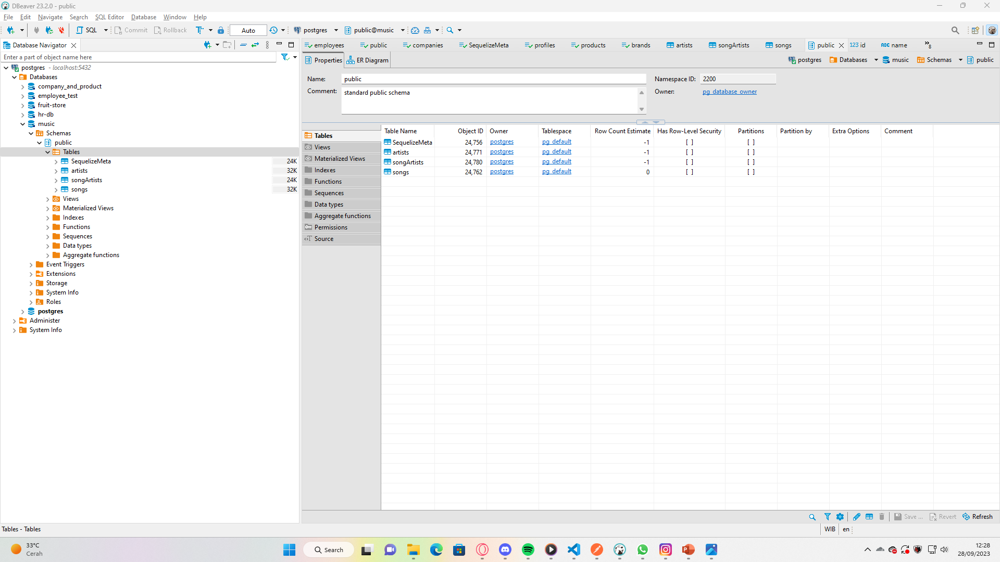 DBeaver 23.2.0 - public
File Edit Navigate Search SQL Editor Database Window Help
SQL Commit Rollback Auto postgres public@music
Database Navigator
employees public companies SequelizeMeta profiles products brands artists songArtists songs public 123 id ABC name 8
Enter a part of object name here
Properties ER Diagram
postgres Databases music Schemas public
postgres - localhost:5432
Databases
company_and_product
employee_test
fruit-store
hr-db
music
Schemas
public
Tables
SequelizeMeta 24K
artists 32K
songArtists 24K
songs 32K
Views
Materialized Views
Indexes
Functions
Sequences
Data types
Aggregate functions
Event Triggers
Extensions
Storage
System Info
Roles
postgres
Administer
System Info
Name: public
Namespace ID: 2200
Comment: standard public schema
Owner: pg_database_owner
Tables
Views
Materialized Views
Indexes
Functions
Sequences
Data types
Aggregate functions
Permissions
Source
Table Name Object ID Owner Tablespace Row Count Estimate Has Row-Level Security Partitions Partition by Extra Options Comment
SequelizeMeta 24,756 postgres pg_default -1 [ ] [ ]
artists 24,771 postgres pg_default -1 [ ] [ ]
songArtists 24,780 postgres pg_default -1 [ ] [ ]
songs 24,762 postgres pg_default 0 [ ] [ ]
Save ... Revert Refresh
Tables - Tables
WIB en
33°C
Cerah
Search
12:28
28/09/2023